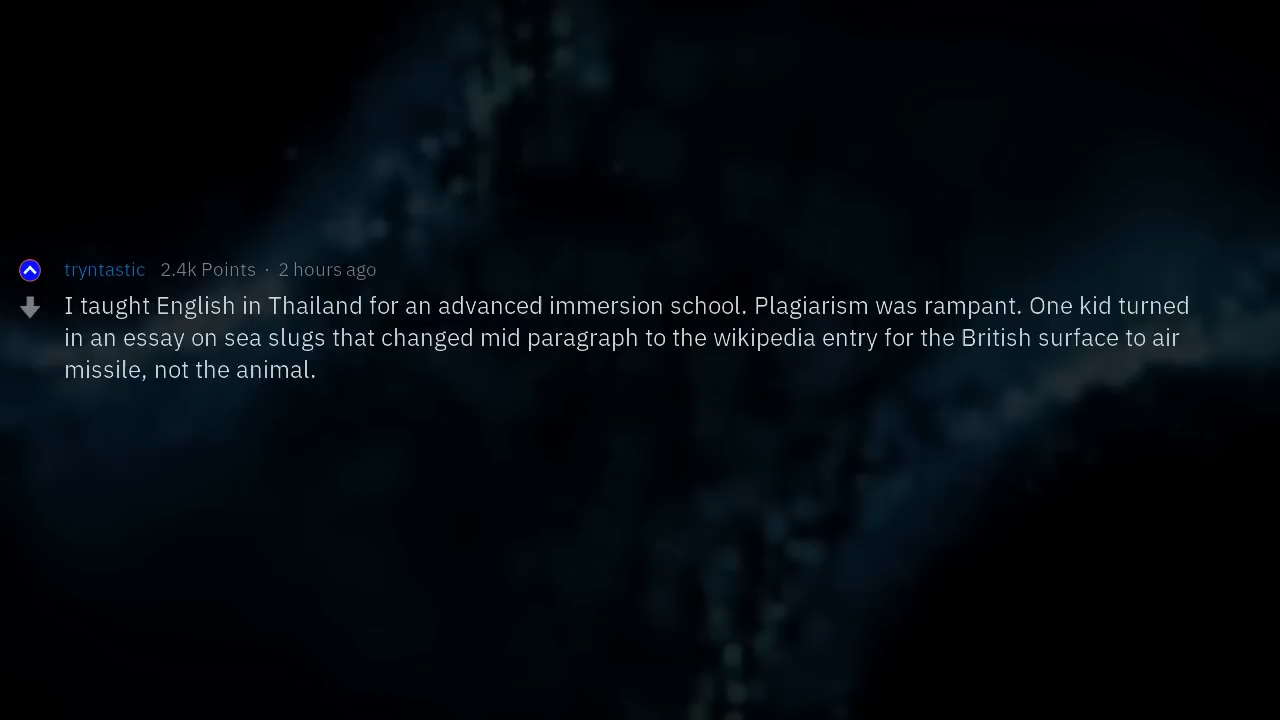 tryntastic 2.4k Points · 2 hours ago
I taught English in Thailand for an advanced immersion school. Plagiarism was rampant. One kid turned
in an essay on sea slugs that changed mid paragraph to the wikipedia entry for the British surface to air
missile, not the animal.